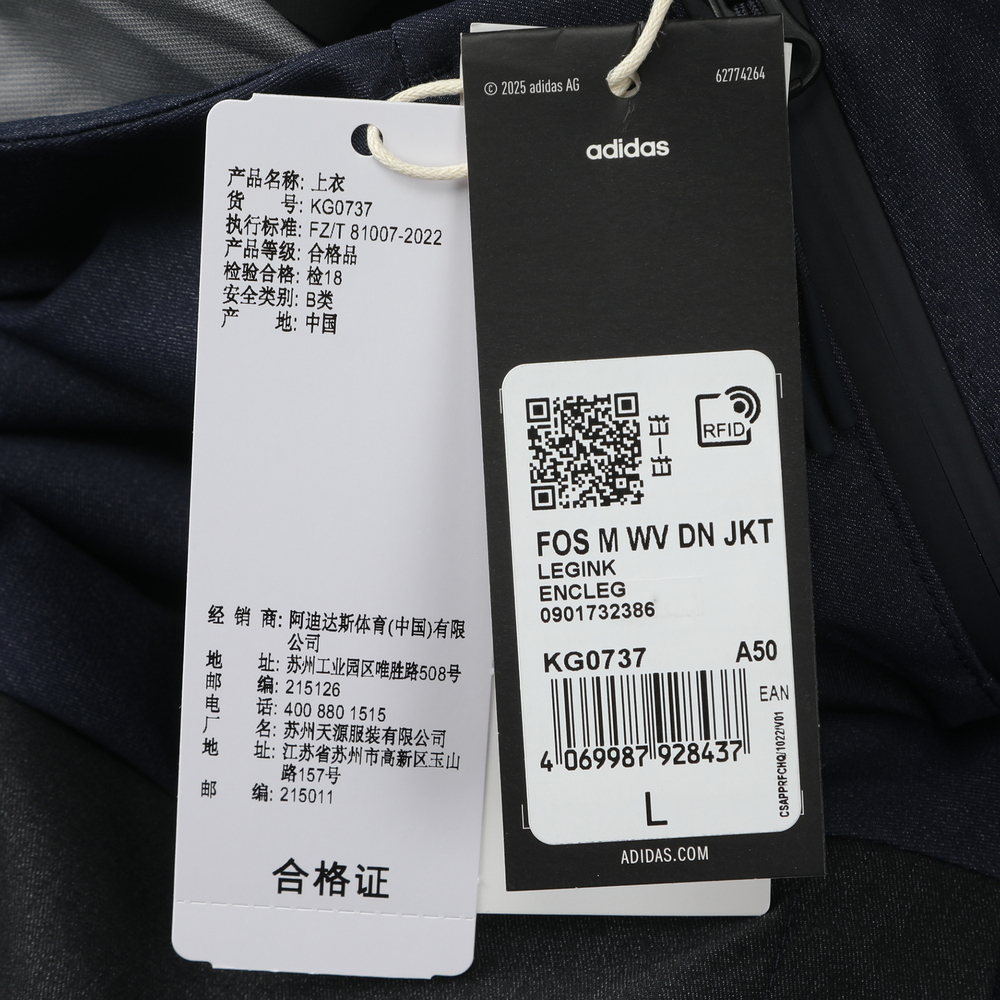 产品名称: 上衣
货 号: KG0737
执行标准: FZ/T 81007-2022
产品等级: 合格品
检验合格: 检18
安全类别: B类
产 地: 中国
经 销 商: 阿迪达斯体育(中国)有限
公司
地 址: 苏州工业园区唯胜路508号
邮 编: 215126
电 话: 400 880 1515
厂 名: 苏州天源服装有限公司
地 址: 江苏省苏州市高新区玉山
路157号
邮 编: 215011
合格证
© 2025 adidas AG
62774264
adidas
扫一扫
RFID
FOS M WV DN JKT
LEGINK
ENCLEG
0901732386
KG0737 A50
EAN
4 069987 928437
CSAPPRFCHQ/1022/V01
L
ADIDAS.COM